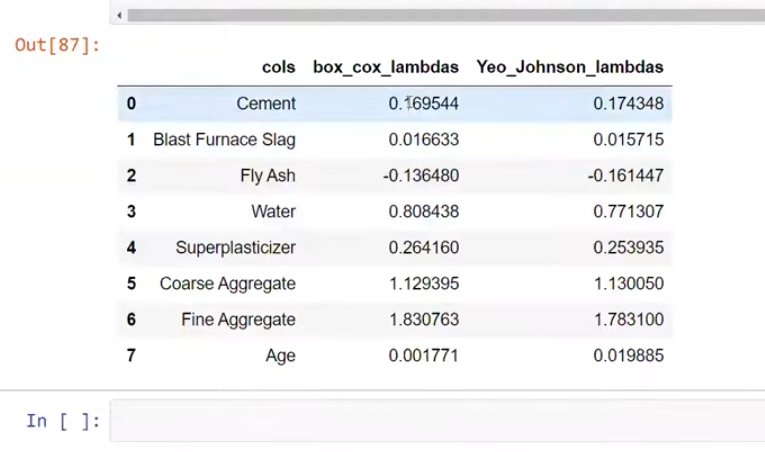 Out[87]:
cols box_cox_lambdas Yeo_Johnson_lambdas
0 Cement 0.169544 0.174348
1 Blast Furnace Slag 0.016633 0.015715
2 Fly Ash -0.136480 -0.161447
3 Water 0.808438 0.771307
4 Superplasticizer 0.264160 0.253935
5 Coarse Aggregate 1.129395 1.130050
6 Fine Aggregate 1.830763 1.783100
7 Age 0.001771 0.019885
In [ ]: